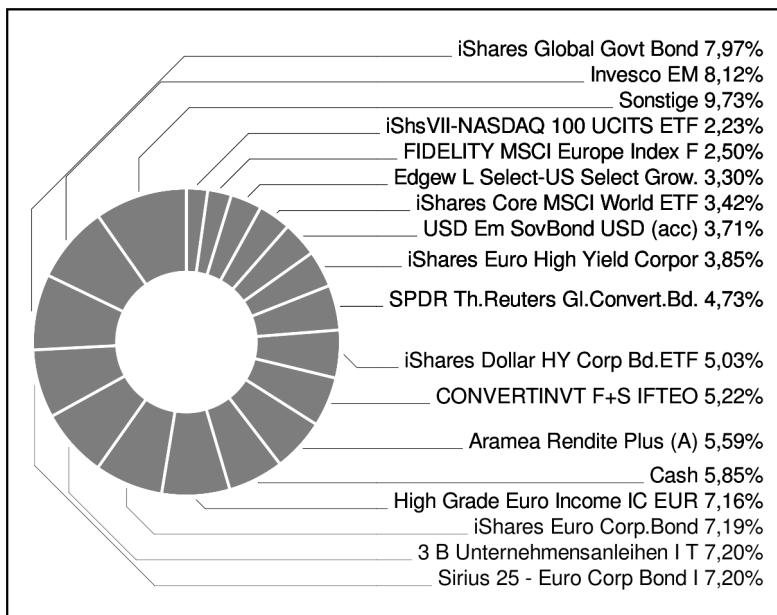 iShares Global Govt Bond 7,97%
Invesco EM 8,12%
Sonstige 9,73%
iShsVII-NASDAQ 100 UCITS ETF 2,23%
FIDELITY MSCI Europe Index F 2,50%
Edgew L Select-US Select Grow. 3,30%
iShares Core MSCI World ETF 3,42%
USD Em SovBond USD (acc) 3,71%
iShares Euro High Yield Corpor 3,85%
SPDR Th.Reuters Gl.Convert.Bd. 4,73%
iShares Dollar HY Corp Bd.ETF 5,03%
CONVERTINVT F+S IFTEO 5,22%
Aramea Rendite Plus (A) 5,59%
Cash 5,85%
High Grade Euro Income IC EUR 7,16%
iShares Euro Corp.Bond 7,19%
3 B Unternehmensanleihen I T 7,20%
Sirius 25 - Euro Corp Bond I 7,20%